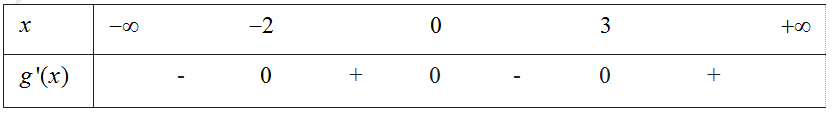 x −∞ −2 0 3 +∞
g'(x) - 0 + 0 - 0 +